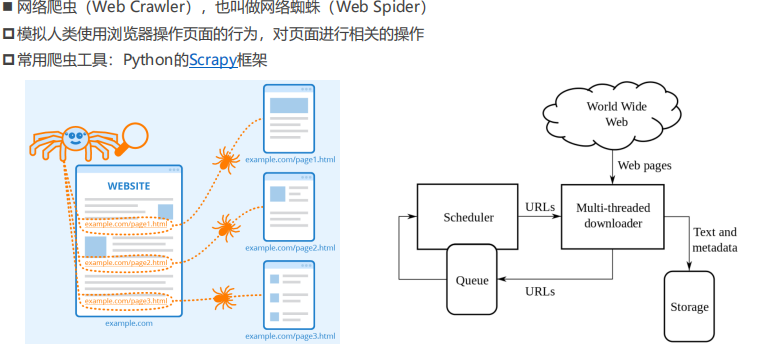 网络爬虫（Web Crawler），也叫做网络蜘蛛（Web Spider）
模拟人类使用浏览器操作页面的行为，对页面进行相关的操作
常用爬虫工具：Python的Scrapy框架
WEBSITE
example.com/page1.html
example.com/page2.html
example.com/page3.html
example.com
example.com/page1.html
example.com/page2.html
example.com/page3.html
World Wide
Web
Web pages
Scheduler
URLs
Multi-threaded
downloader
Text and
metadata
Queue
URLs
Storage